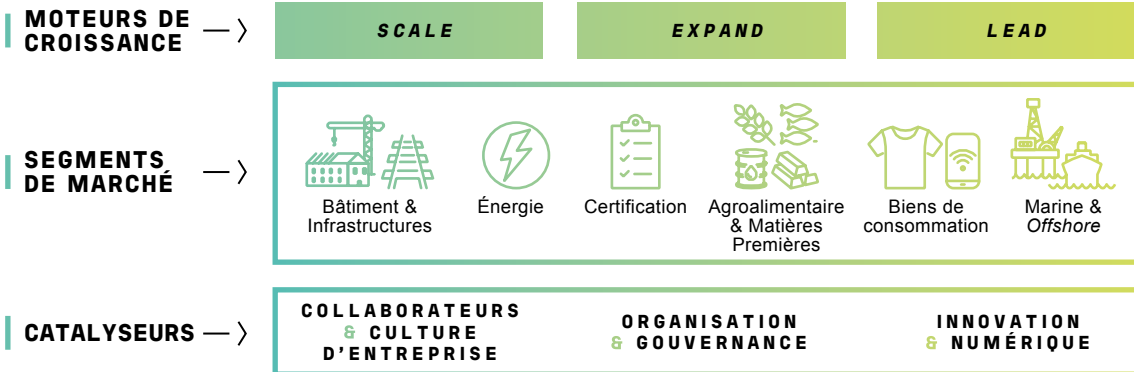 MOTEURS DE
CROISSANCE
SCALE
EXPAND
LEAD
SEGMENTS
DE MARCHÉ
Bâtiment &
Infrastructures
Énergie
Certification
Agroalimentaire
& Matières
Premières
Biens de
consommation
Marine &
Offshore
CATALYSEURS
COLLABORATEURS
& CULTURE
D'ENTREPRISE
ORGANISATION
& GOUVERNANCE
INNOVATION
& NUMÉRIQUE